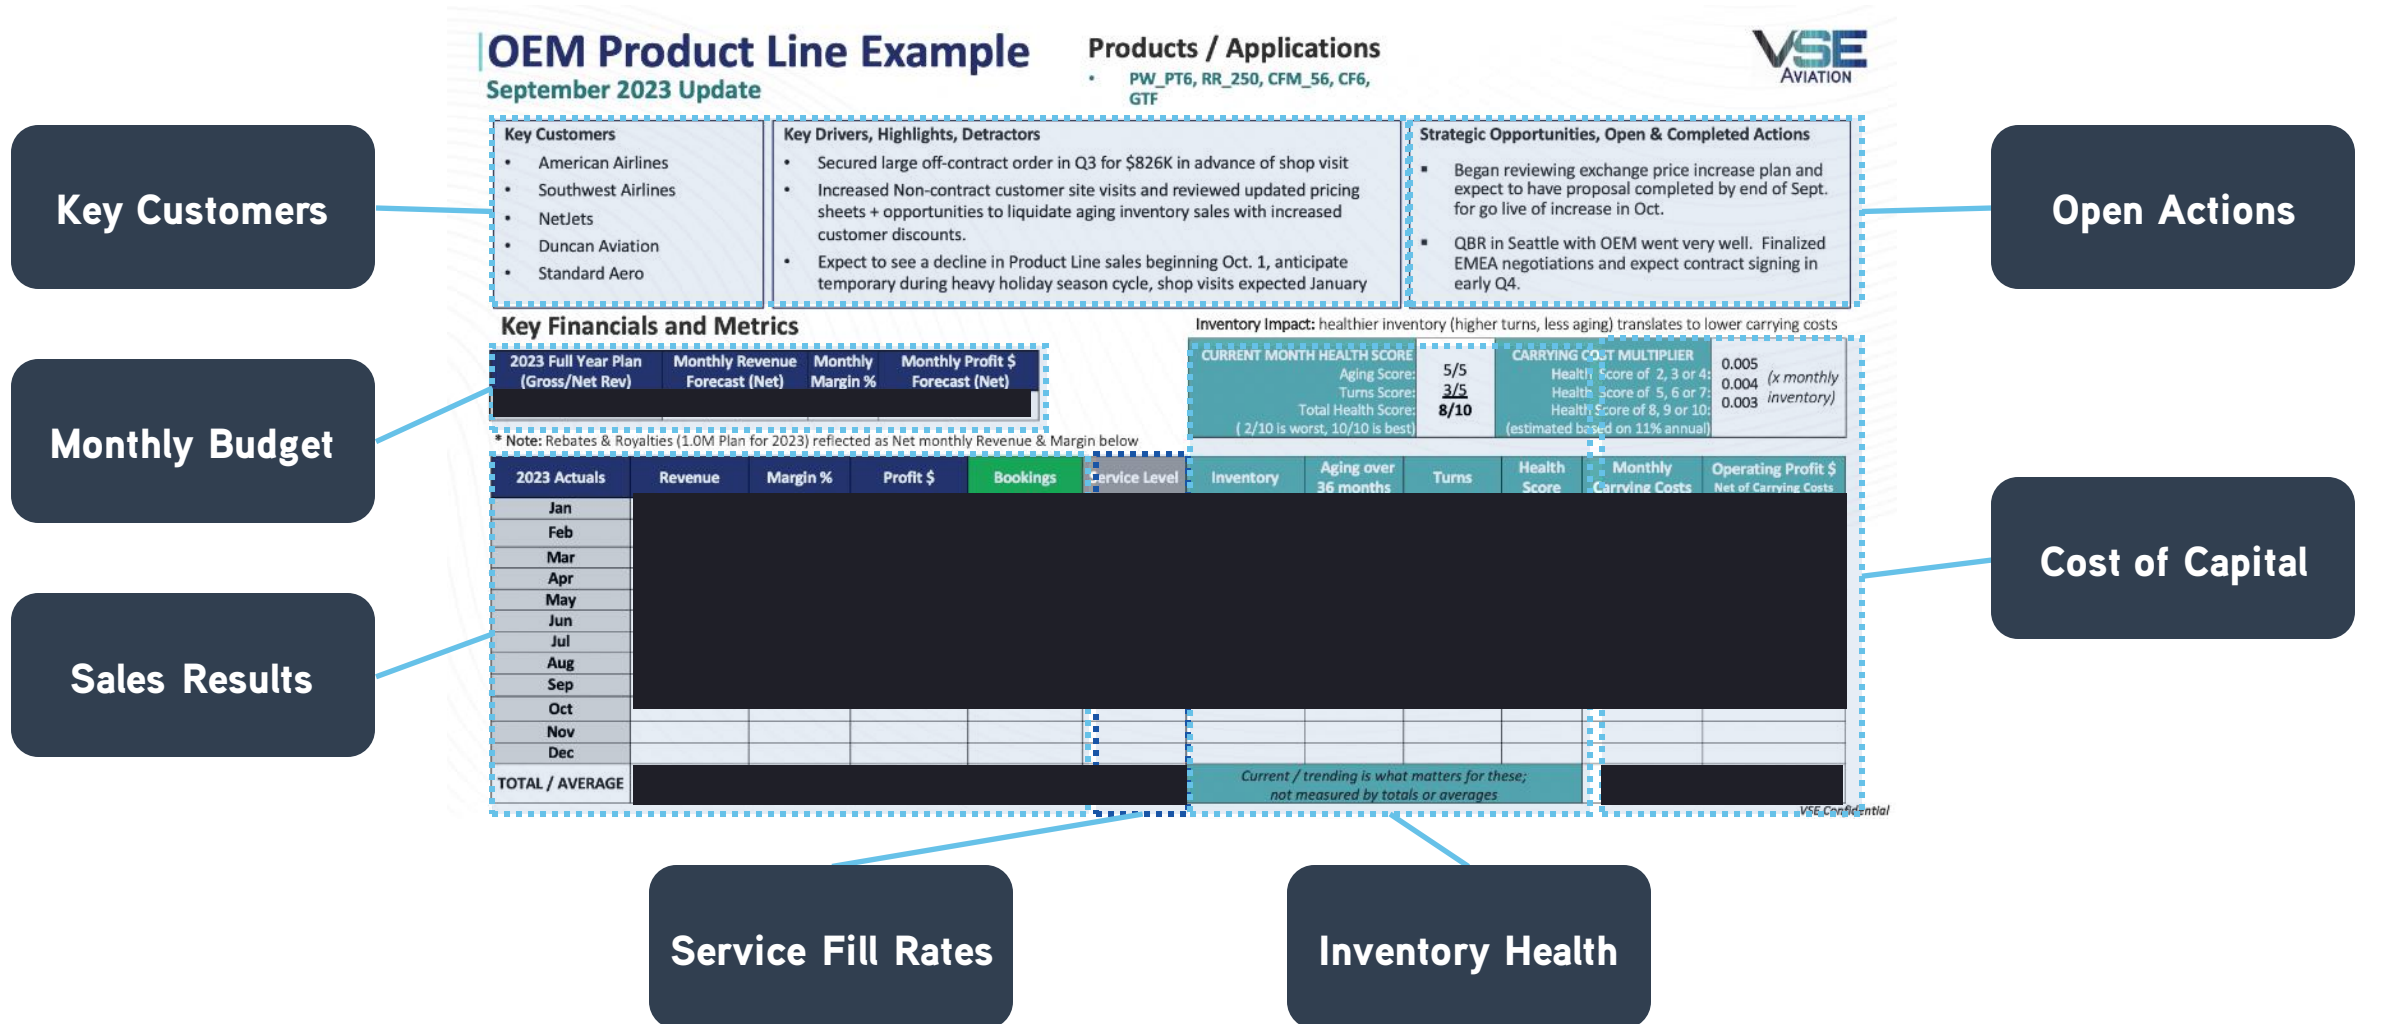 OEM Product Line Example
September 2023 Update
Products / Applications
• PW_PT6, RR_250, CFM_56, CF6,
GTF
VSE
AVIATION
Key Customers
• American Airlines
• Southwest Airlines
• NetJets
• Duncan Aviation
• Standard Aero
Key Drivers, Highlights, Detractors
• Secured large off-contract order in Q3 for $826K in advance of shop visit
• Increased Non-contract customer site visits and reviewed updated pricing
sheets + opportunities to liquidate aging inventory sales with increased
customer discounts.
• Expect to see a decline in Product Line sales beginning Oct. 1, anticipate
temporary during heavy holiday season cycle, shop visits expected January
Strategic Opportunities, Open & Completed Actions
▪ Began reviewing exchange price increase plan and
expect to have proposal completed by end of Sept.
for go live of increase in Oct.
▪ QBR in Seattle with OEM went very well. Finalized
EMEA negotiations and expect contract signing in
early Q4.
Key Customers
Monthly Budget
Sales Results
Open Actions
Cost of Capital
Service Fill Rates
Inventory Health
Key Financials and Metrics
2023 Full Year Plan
(Gross/Net Rev)
Monthly Revenue
Forecast (Net)
Monthly
Margin %
Monthly Profit $
Forecast (Net)
* Note: Rebates & Royalties (1.0M Plan for 2023) reflected as Net monthly Revenue & Margin below
Inventory Impact: healthier inventory (higher turns, less aging) translates to lower carrying costs
CURRENT MONTH HEALTH SCORE
Aging Score: 5/5
Turns Score: 3/5
Total Health Score: 8/10
( 2/10 is worst, 10/10 is best)
CARRYING COST MULTIPLIER
Health Score of 2, 3 or 4: 0.005
Health Score of 5, 6 or 7: 0.004
Health Score of 8, 9 or 10: 0.003
(estimated based on 11% annual)
(x monthly
inventory)
2023 Actuals
Revenue
Margin %
Profit $
Bookings
Service Level
Inventory
Aging over
36 months
Turns
Health
Score
Monthly
Carrying Costs
Operating Profit $
Net of Carrying Costs
Jan
Feb
Mar
Apr
May
Jun
Jul
Aug
Sep
Oct
Nov
Dec
TOTAL / AVERAGE
Current / trending is what matters for these;
not measured by totals or averages
VSE Confidential